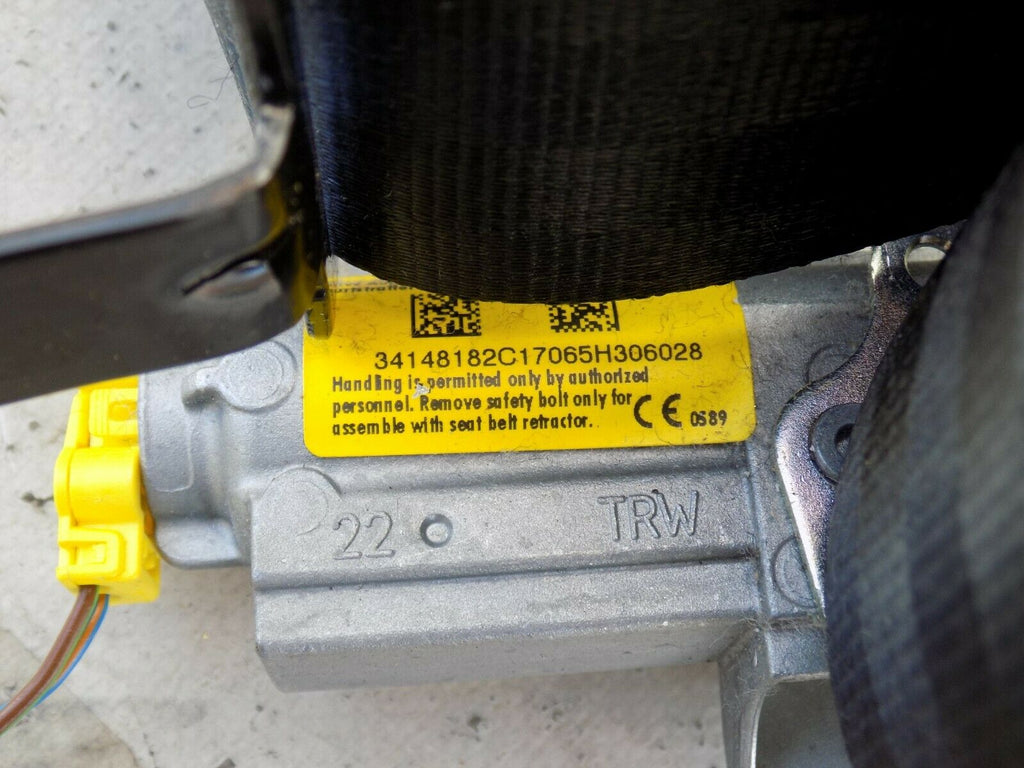 34148182C17065H306028
Handling is permitted only by authorized
personnel. Remove safety bolt only for
assemble with seat belt retractor.
CE 0589
22
TRW